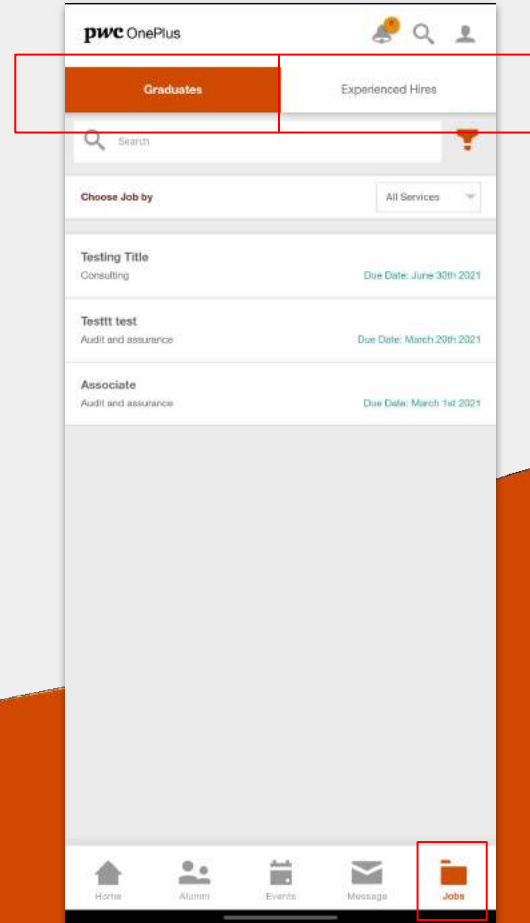 pwc OnePlus
Graduates Experienced Hires
Search
Choose Job by All Services
Testing Title
Consulting Due Date: June 30th 2021
Testtt test
Audit and assurance Due Date: March 20th 2021
Associate
Audit and assurance Due Date: March 1st 2021
Home Alumni Events Message Jobs